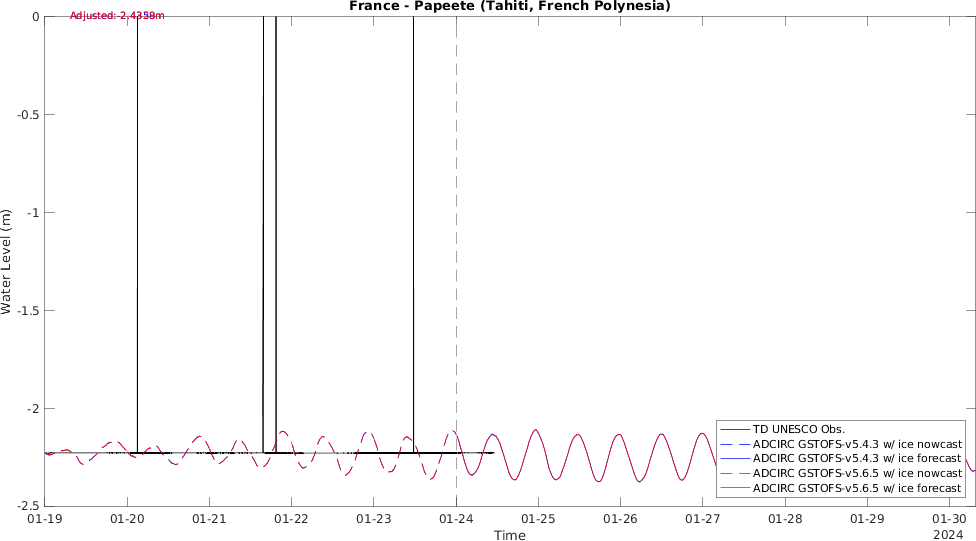 France - Papeete (Tahiti, French Polynesia)
0
-0.5
-1
-1.5
-2
-2.5
Water Level (m)
TD UNESCO Obs.
ADCIRC GSTOFS-v5.4.3 w/ ice nowcast
ADCIRC GSTOFS-v5.4.3 w/ ice forecast
ADCIRC GSTOFS-v5.6.5 w/ ice nowcast
ADCIRC GSTOFS-v5.6.5 w/ ice forecast
01-19 01-20 01-21 01-22 01-23 01-24 01-25 01-26 01-27 01-28 01-29 01-30
2024
Time
Adjusted: